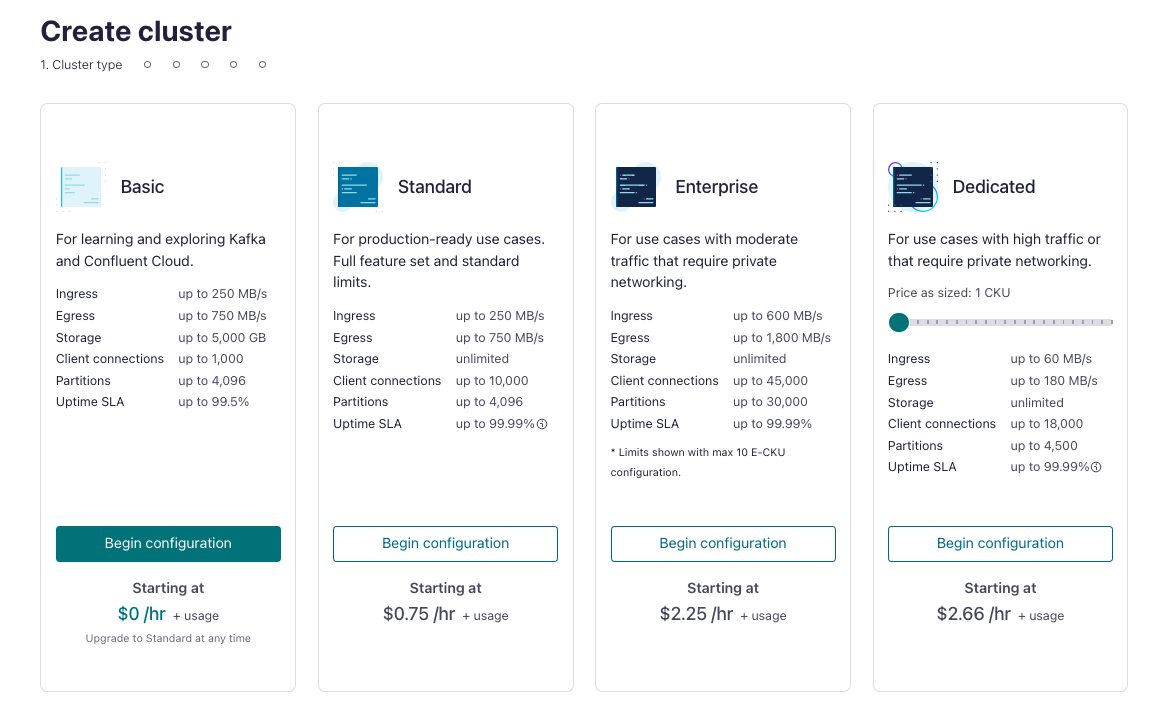 Create cluster
1. Cluster type
Basic
For learning and exploring Kafka
and Confluent Cloud.
Ingress up to 250 MB/s
Egress up to 750 MB/s
Storage up to 5,000 GB
Client connections up to 1,000
Partitions up to 4,096
Uptime SLA up to 99.5%
Begin configuration
Starting at
$0 /hr + usage
Upgrade to Standard at any time
Standard
For production-ready use cases.
Full feature set and standard
limits.
Ingress up to 250 MB/s
Egress up to 750 MB/s
Storage unlimited
Client connections up to 10,000
Partitions up to 4,096
Uptime SLA up to 99.99%
Begin configuration
Starting at
$0.75 /hr + usage
Enterprise
For use cases with moderate
traffic that require private
networking.
Ingress up to 600 MB/s
Egress up to 1,800 MB/s
Storage unlimited
Client connections up to 45,000
Partitions up to 30,000
Uptime SLA up to 99.99%
* Limits shown with max 10 E-CKU
configuration.
Begin configuration
Starting at
$2.25 /hr + usage
Dedicated
For use cases with high traffic or
that require private networking.
Price as sized: 1 CKU
Ingress up to 60 MB/s
Egress up to 180 MB/s
Storage unlimited
Client connections up to 18,000
Partitions up to 4,500
Uptime SLA up to 99.99%
Begin configuration
Starting at
$2.66 /hr + usage